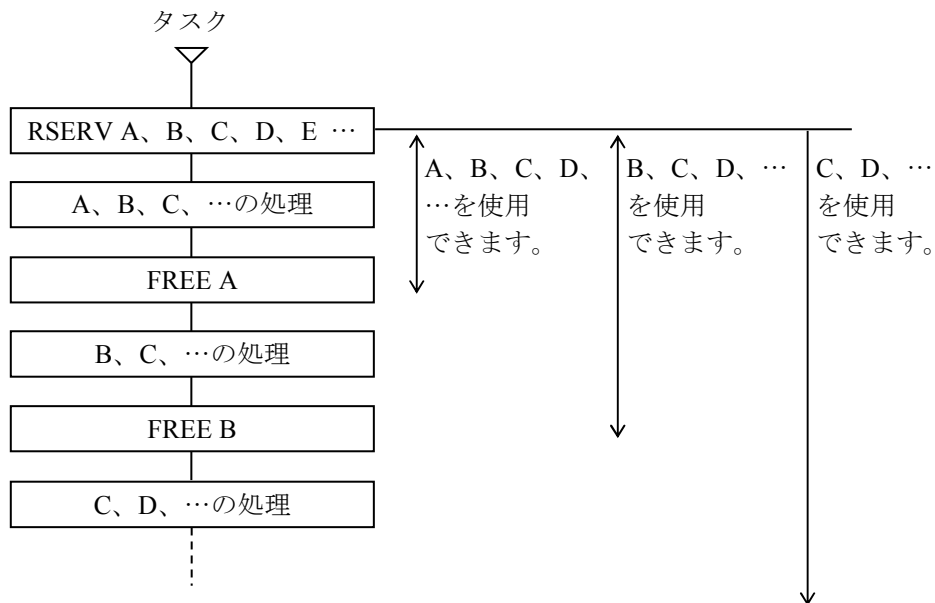 タスク
RSERV A、B、C、D、E …
A、B、C、…の処理
FREE A
B、C、…の処理
FREE B
C、D、…の処理
A、B、C、D、
…を使用
できます。
B、C、D、…
を使用
できます。
C、D、…
を使用
できます。